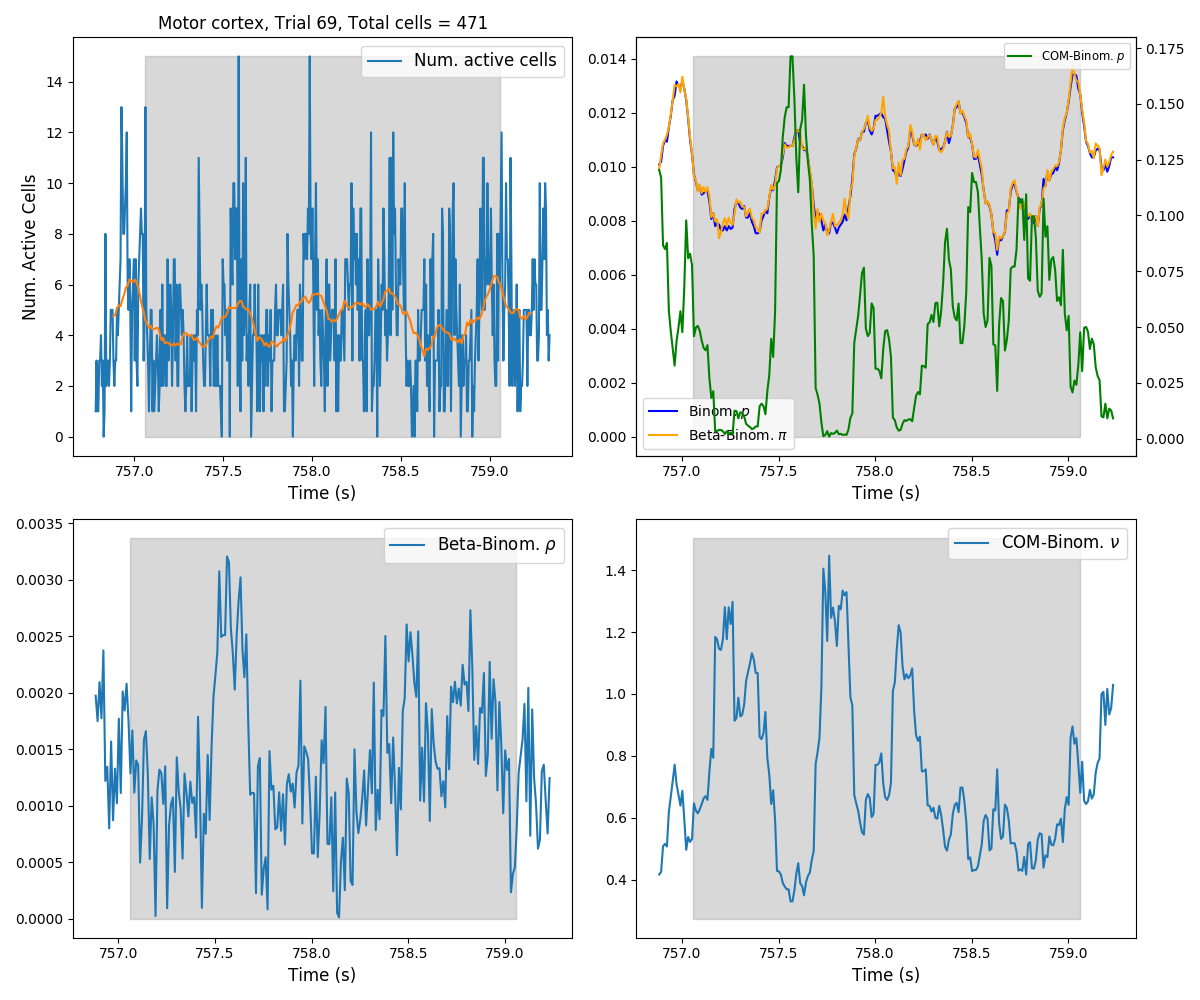 Motor cortex, Trial 69, Total cells = 471
Num. active cells
Num. Active Cells
14
12
10
8
6
4
2
0
757.0 757.5 758.0 758.5 759.0
Time (s)
COM-Binom. p
0.014
0.012
0.010
0.008
0.006
0.004
0.002
0.000
0.175
0.150
0.125
0.100
0.075
0.050
0.025
0.000
Binom. p
Beta-Binom. π
757.0 757.5 758.0 758.5 759.0
Time (s)
Beta-Binom. ρ
0.0035
0.0030
0.0025
0.0020
0.0015
0.0010
0.0005
0.0000
757.0 757.5 758.0 758.5 759.0
Time (s)
COM-Binom. ν
1.4
1.2
1.0
0.8
0.6
0.4
757.0 757.5 758.0 758.5 759.0
Time (s)